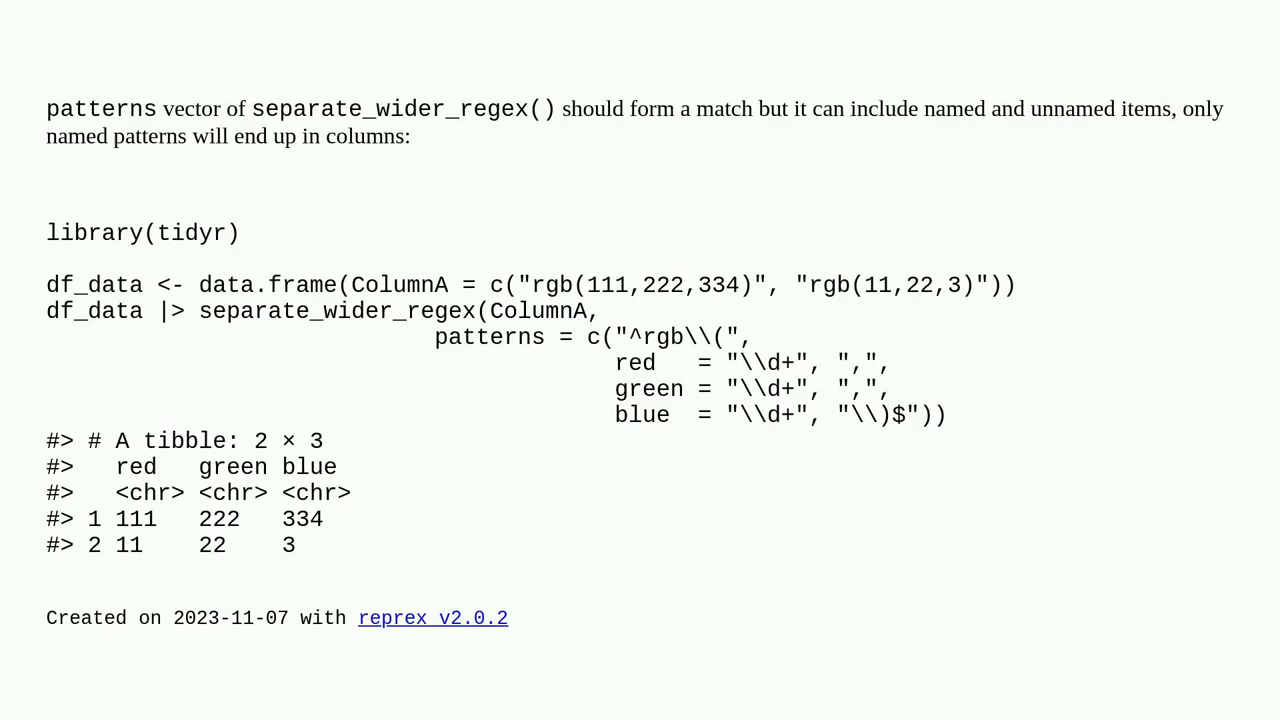 patterns vector of separate_wider_regex() should form a match but it can include named and unnamed items, only
named patterns will end up in columns:
library(tidyr)
df_data <- data.frame(ColumnA = c("rgb(111,222,334)", "rgb(11,22,3)"))
df_data |> separate_wider_regex(ColumnA,
                            patterns = c("^rgb\\(",
                                         red   = "\\d+", ",",
                                         green = "\\d+", ",",
                                         blue  = "\\d+", "\\)$"))
#> # A tibble: 2 × 3
#>   red   green blue
#>   <chr> <chr> <chr>
#> 1 111   222   334
#> 2 11    22    3
Created on 2023-11-07 with reprex v2.0.2